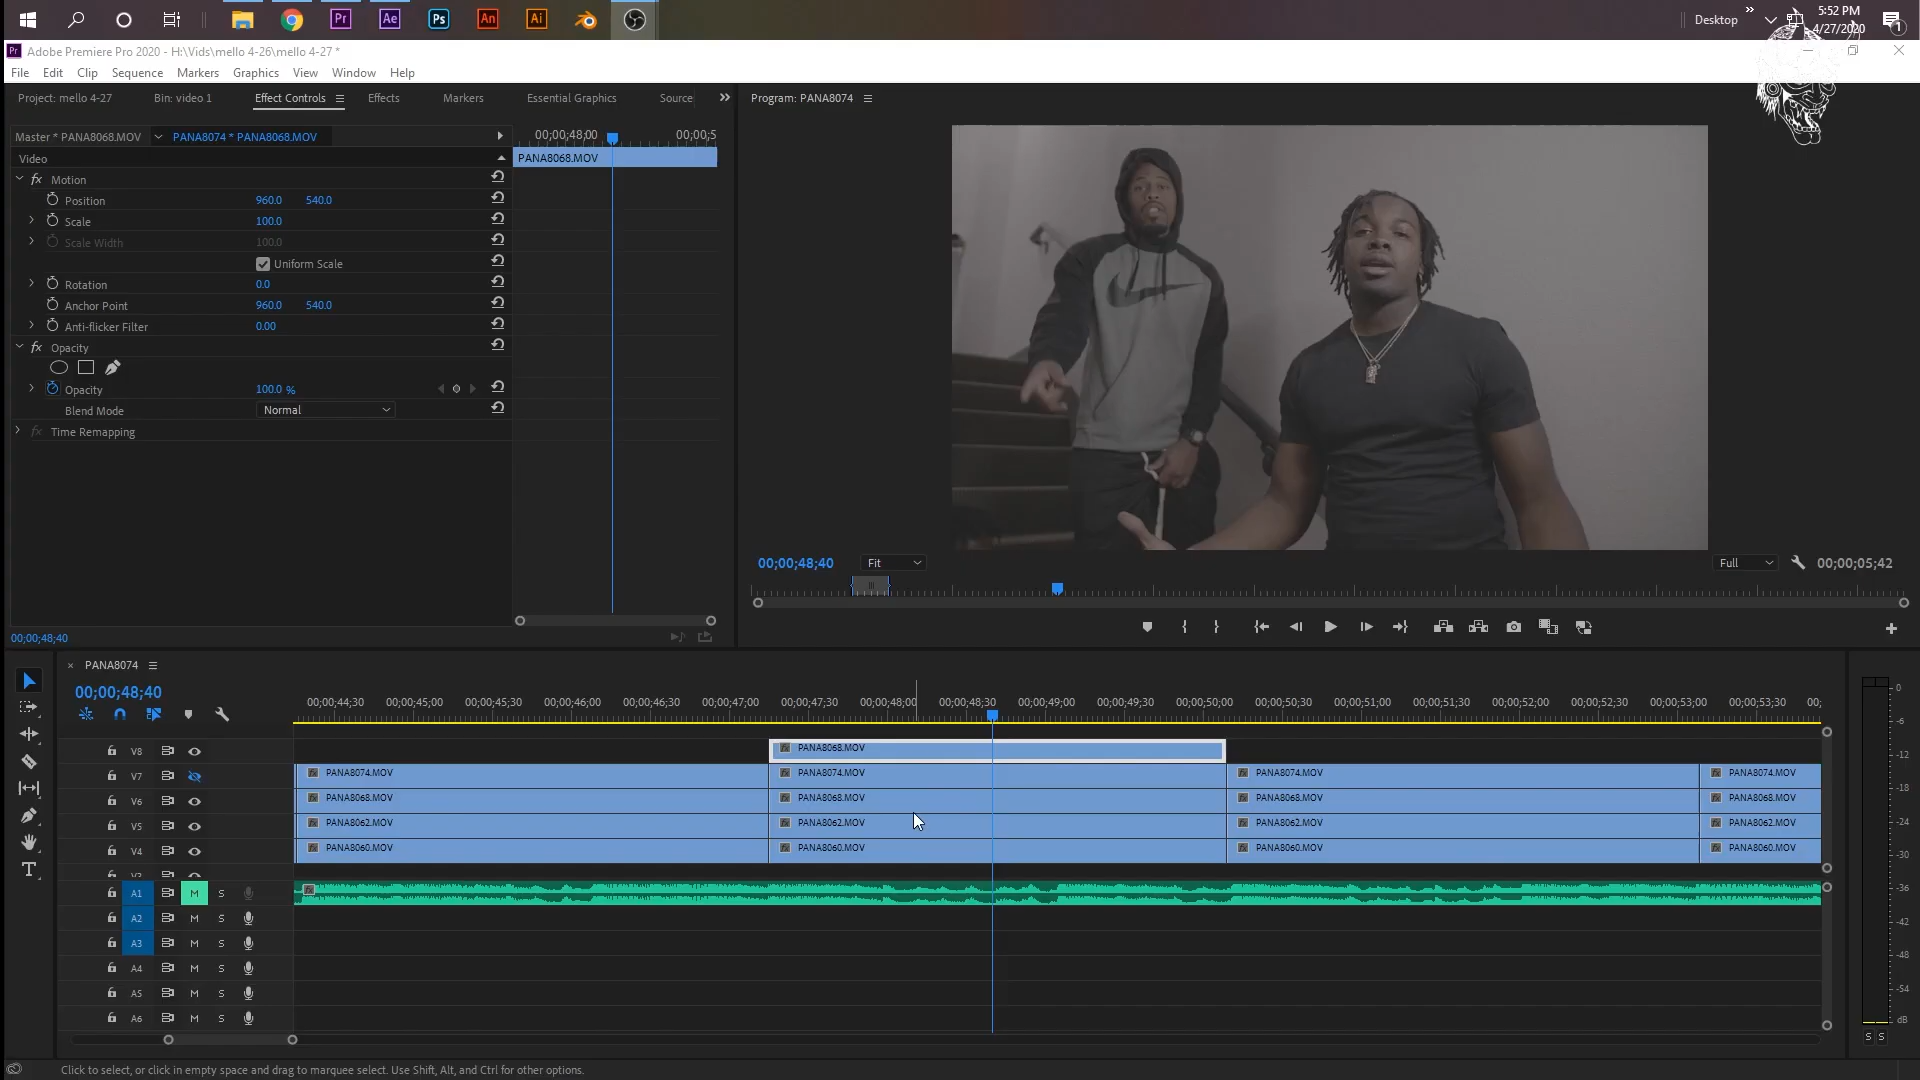 Pr
Ae
Ps
An
Ai
Desktop
5:52 PM
4/27/2020
1
Pr Adobe Premiere Pro 2020 - H:\Vids\mello 4-26\mello 4-27 *
File Edit Clip Sequence Markers Graphics View Window Help
Project: mello 4-27 Bin: video 1 Effect Controls Effects Markers Essential Graphics Source
Program: PANA8074
Master * PANA8068.MOV PANA8074 * PANA8068.MOV
00;00;48;00 00;00;5
Video
PANA8068.MOV
fx Motion
Position 960.0 540.0
Scale 100.0
Scale Width 100.0
Uniform Scale
Rotation 0.0
Anchor Point 960.0 540.0
Anti-flicker Filter 0.00
fx Opacity
Opacity 100.0 %
Blend Mode Normal
fx Time Remapping
00;00;48;40
00;00;48;40 Fit Full 00;00;05;42
PANA8074
00;00;48;40
00;00;44;30 00;00;45;00 00;00;45;30 00;00;46;00 00;00;46;30 00;00;47;00 00;00;47;30 00;00;48;00 00;00;48;30 00;00;49;00 00;00;49;30 00;00;50;00 00;00;50;30 00;00;51;00 00;00;51;30 00;00;52;00 00;00;52;30 00;00;53;00 00;00;53;30 00;
V8 PANA8068.MOV
V7 PANA8074.MOV PANA8074.MOV PANA8074.MOV PANA8074.MOV
V6 PANA8068.MOV PANA8068.MOV PANA8068.MOV PANA8068.MOV
V5 PANA8062.MOV PANA8062.MOV PANA8062.MOV PANA8062.MOV
V4 PANA8060.MOV PANA8060.MOV PANA8060.MOV PANA8060.MOV
A1 M S
A2 M S
A3 M S
A4 M S
A5 M S
A6 M S
0
-6
-12
-18
-24
-30
-36
-42
-48
-54
dB
S S
Click to select, or click in empty space and drag to marquee select. Use Shift, Alt, and Ctrl for other options.